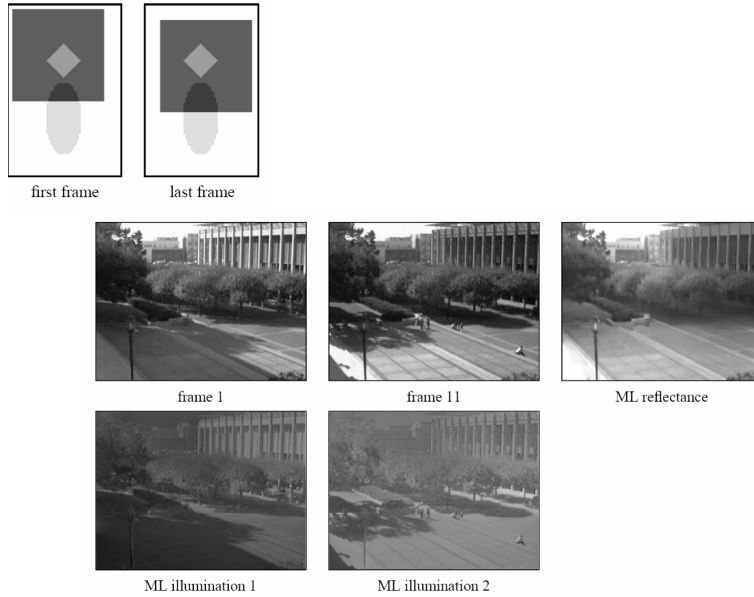 first frame
last frame
frame 1
frame 11
ML reflectance
ML illumination 1
ML illumination 2